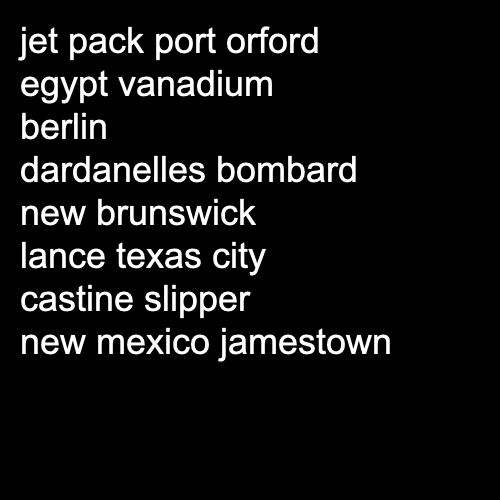 jet pack port orford
egypt vanadium
berlin
dardanelles bombard
new brunswick
lance texas city
castine slipper
new mexico jamestown